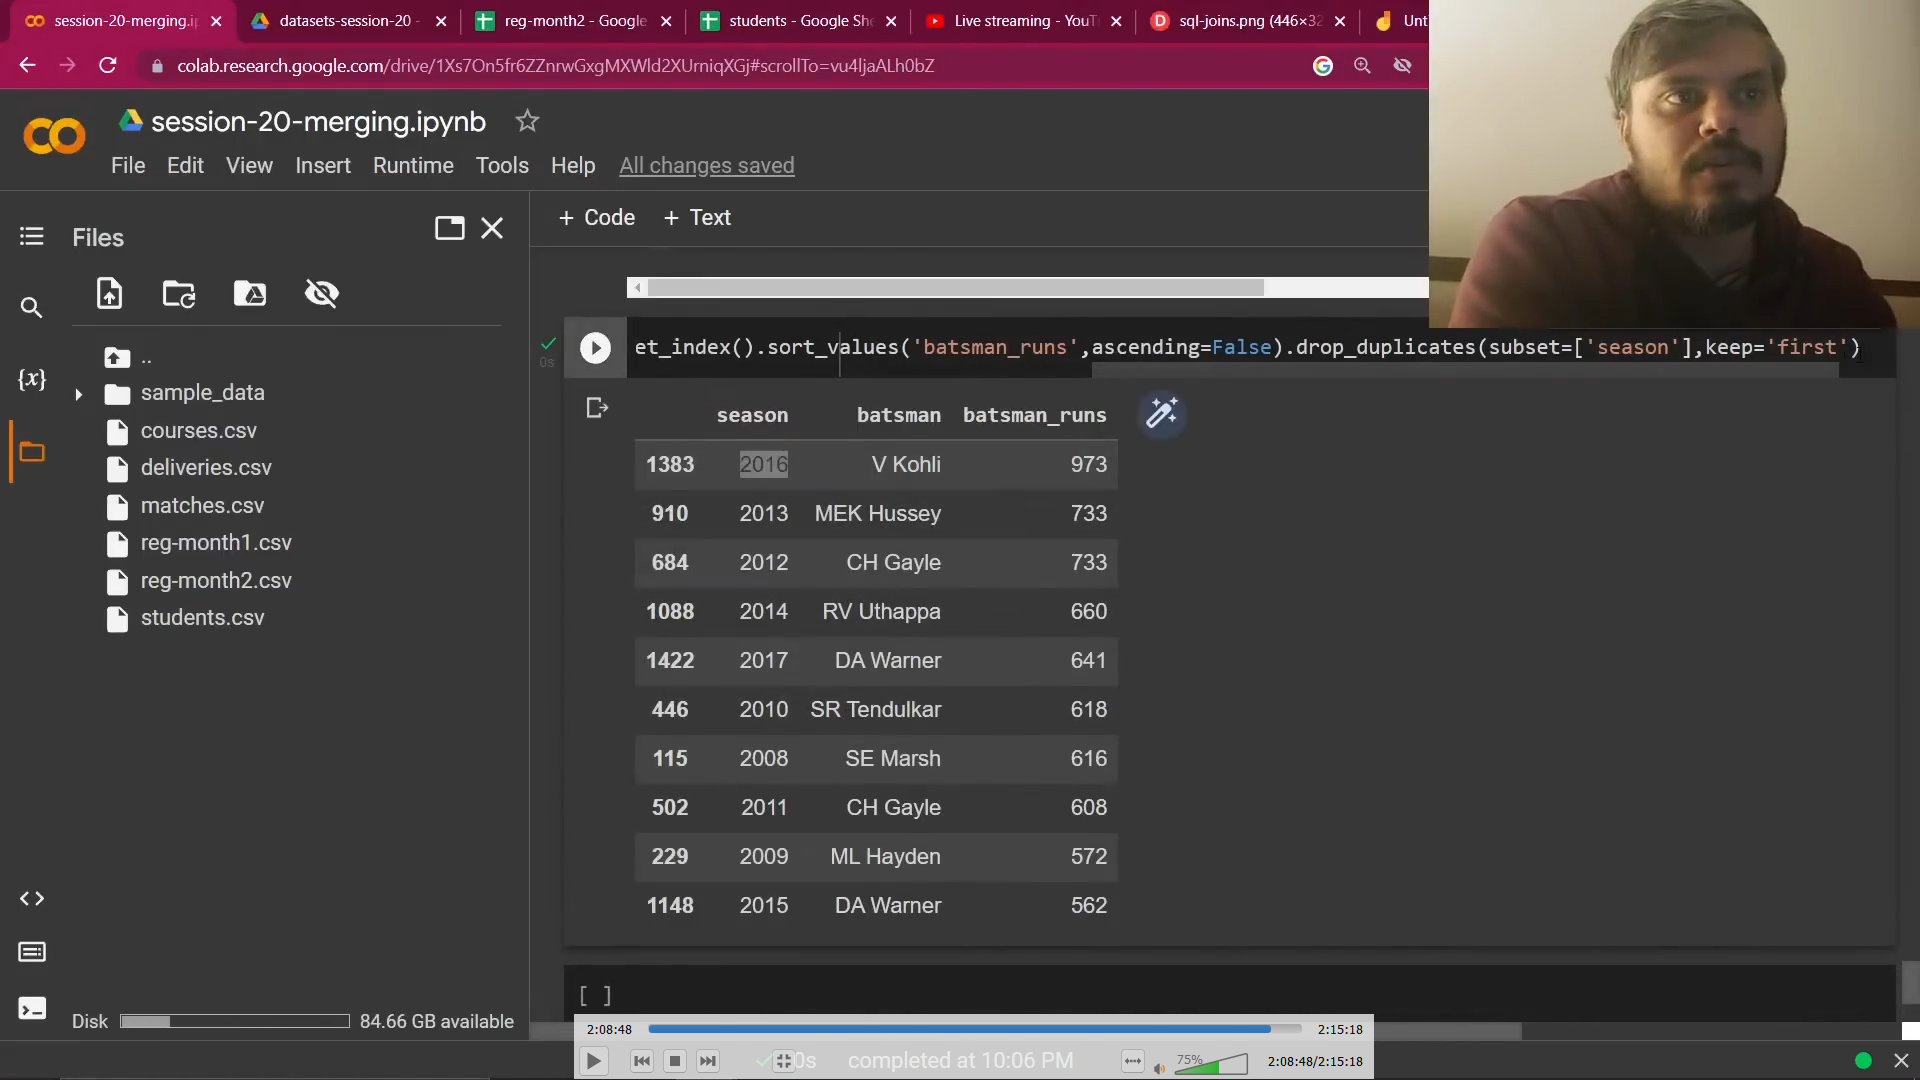 session-20-merging.i
datasets-session-20 -
reg-month2 - Google
students - Google She
Live streaming - YouT
sql-joins.png (446×32
Unt
colab.research.google.com/drive/1Xs7On5fr6ZZnrwGxgMXWld2XUrniqXGj#scrollTo=vu4ljaALh0bZ
session-20-merging.ipynb
File Edit View Insert Runtime Tools Help All changes saved
+ Code + Text
Files
..
sample_data
courses.csv
deliveries.csv
matches.csv
reg-month1.csv
reg-month2.csv
students.csv
Disk 84.66 GB available
0s
et_index().sort_values('batsman_runs',ascending=False).drop_duplicates(subset=['season'],keep='first')
season batsman batsman_runs
1383 2016 V Kohli 973
910 2013 MEK Hussey 733
684 2012 CH Gayle 733
1088 2014 RV Uthappa 660
1422 2017 DA Warner 641
446 2010 SR Tendulkar 618
115 2008 SE Marsh 616
502 2011 CH Gayle 608
229 2009 ML Hayden 572
1148 2015 DA Warner 562
[ ]
2:08:48 2:15:18
0s completed at 10:06 PM
75%
2:08:48/2:15:18